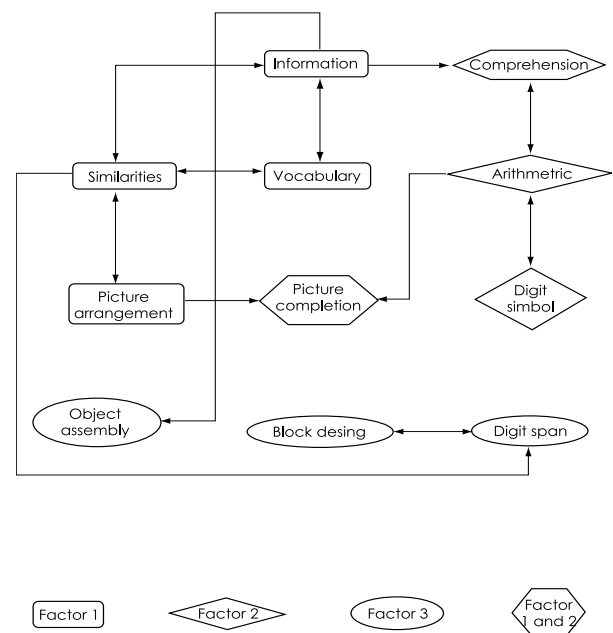 Information
Comprehension
Similarities
Vocabulary
Arithmetric
Picture
arrangement
Picture
completion
Digit
simbol
Object
assembly
Block desing
Digit span
Factor 1
Factor 2
Factor 3
Factor
1 and 2